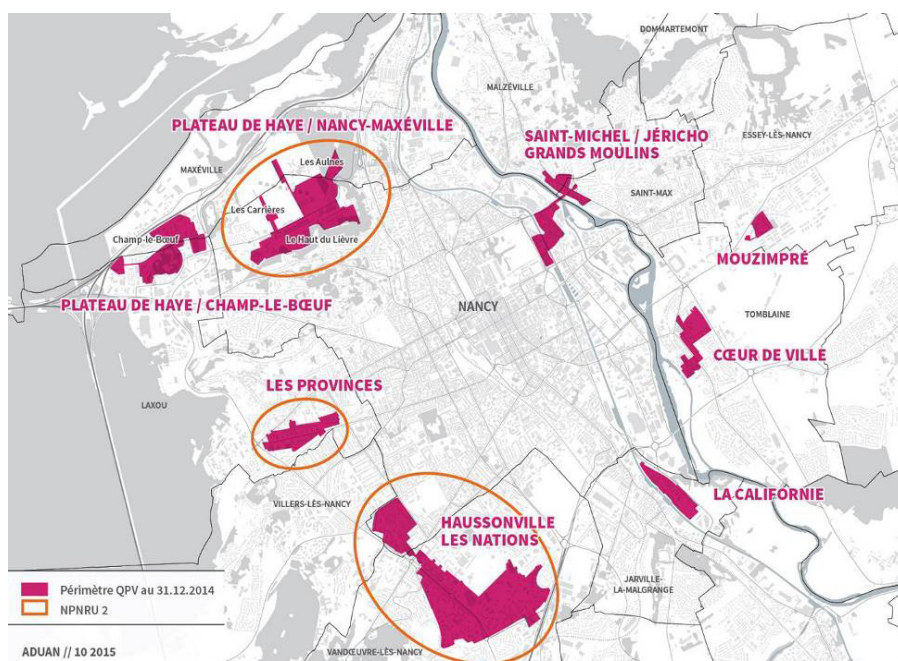 DOMMARTEMONT
MALZÉVILLE
PLATEAU DE HAYE / NANCY-MAXÉVILLE
SAINT-MICHEL / JÉRICHO
GRANDS MOULINS
ESSEY-LÈS-NANCY
Les Aulnes
MAXÉVILLE
SAINT-MAX
Les Carrières
Champ-le-Bœuf
Le Haut du Lièvre
MOUZIMPRÉ
PLATEAU DE HAYE / CHAMP-LE-BŒUF
NANCY
TOMBLAINE
CŒUR DE VILLE
LES PROVINCES
LAXOU
VILLERS-LÈS-NANCY
LA CALIFORNIE
HAUSSONVILLE
LES NATIONS
JARVILLE-
LA-MALGRANGE
Périmètre QPV au 31.12.2014
NPNRU 2
ADUAN // 10 2015
VANDŒUVRE-LÈS-NANCY